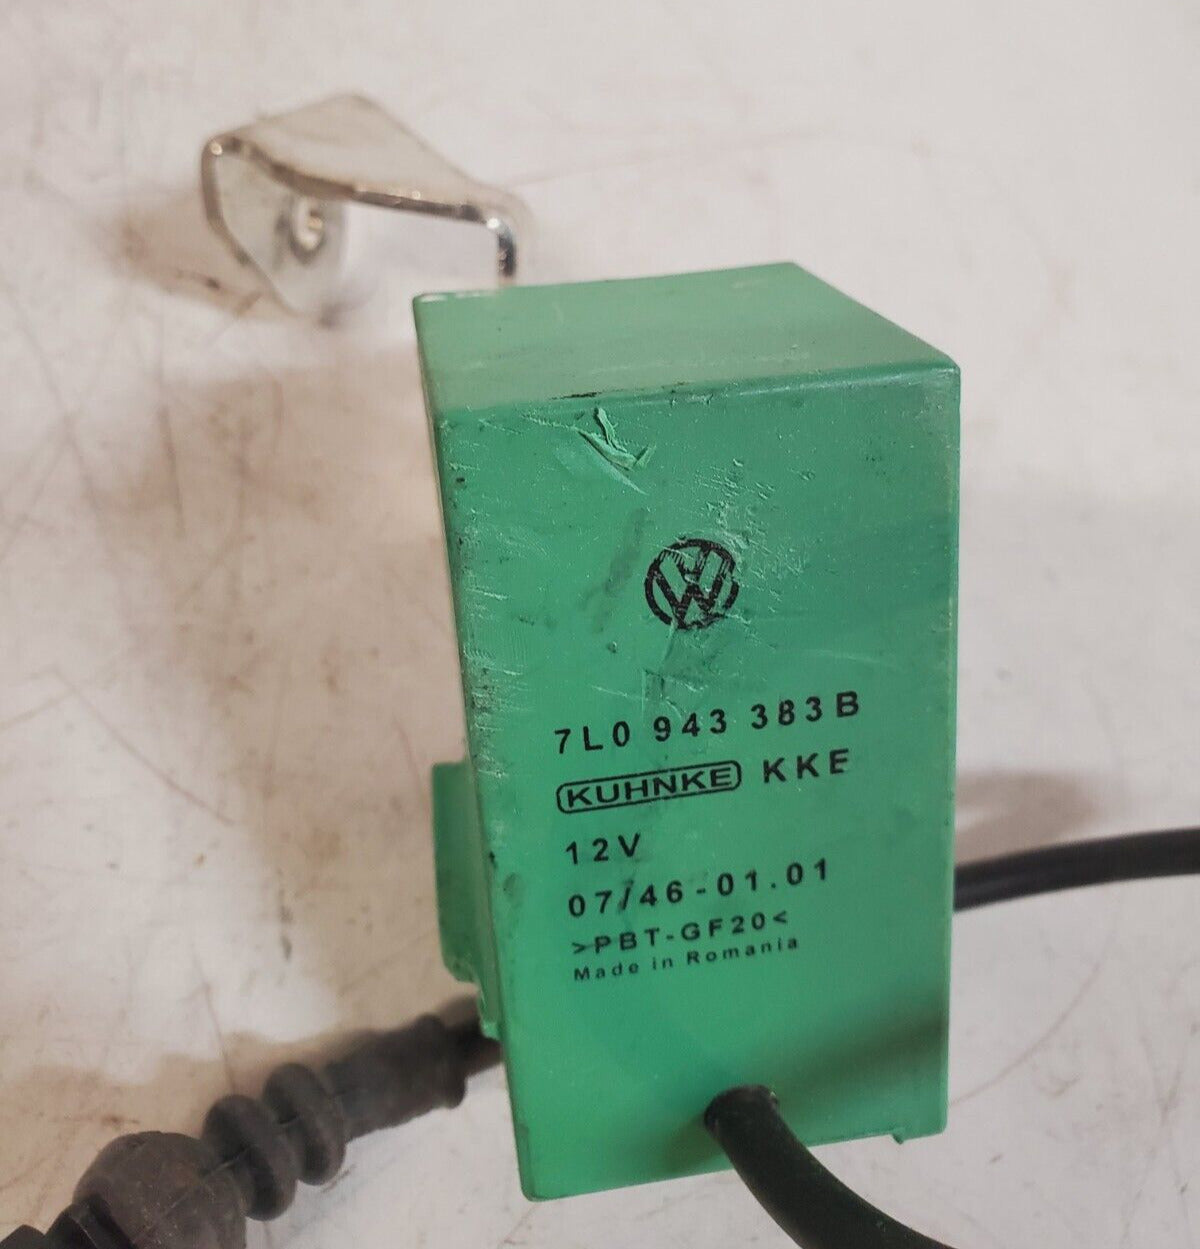 7L0 943 383 B
KUHNKE KKE
12V
07/46-01.01
>PBT-GF20<
Made in Romania